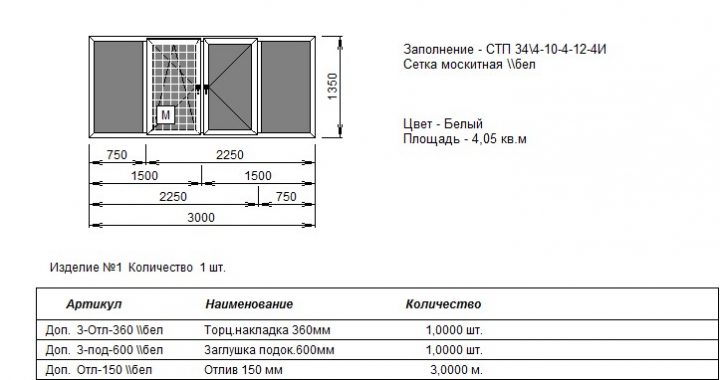 Заполнение - СТП 34\4-10-4-12-4И
Сетка москитная \\бел
M
1350
Цвет - Белый
Площадь - 4,05 кв.м
750
2250
1500
1500
2250
750
3000
Изделие №1 Количество 1 шт.
Артикул Наименование Количество
Доп. 3-Отл-360 \\бел Торц.накладка 360мм 1,0000 шт.
Доп. 3-под-600 \\бел Заглушка подок.600мм 1,0000 шт.
Доп. Отл-150 \\бел Отлив 150 мм 3,0000 м.